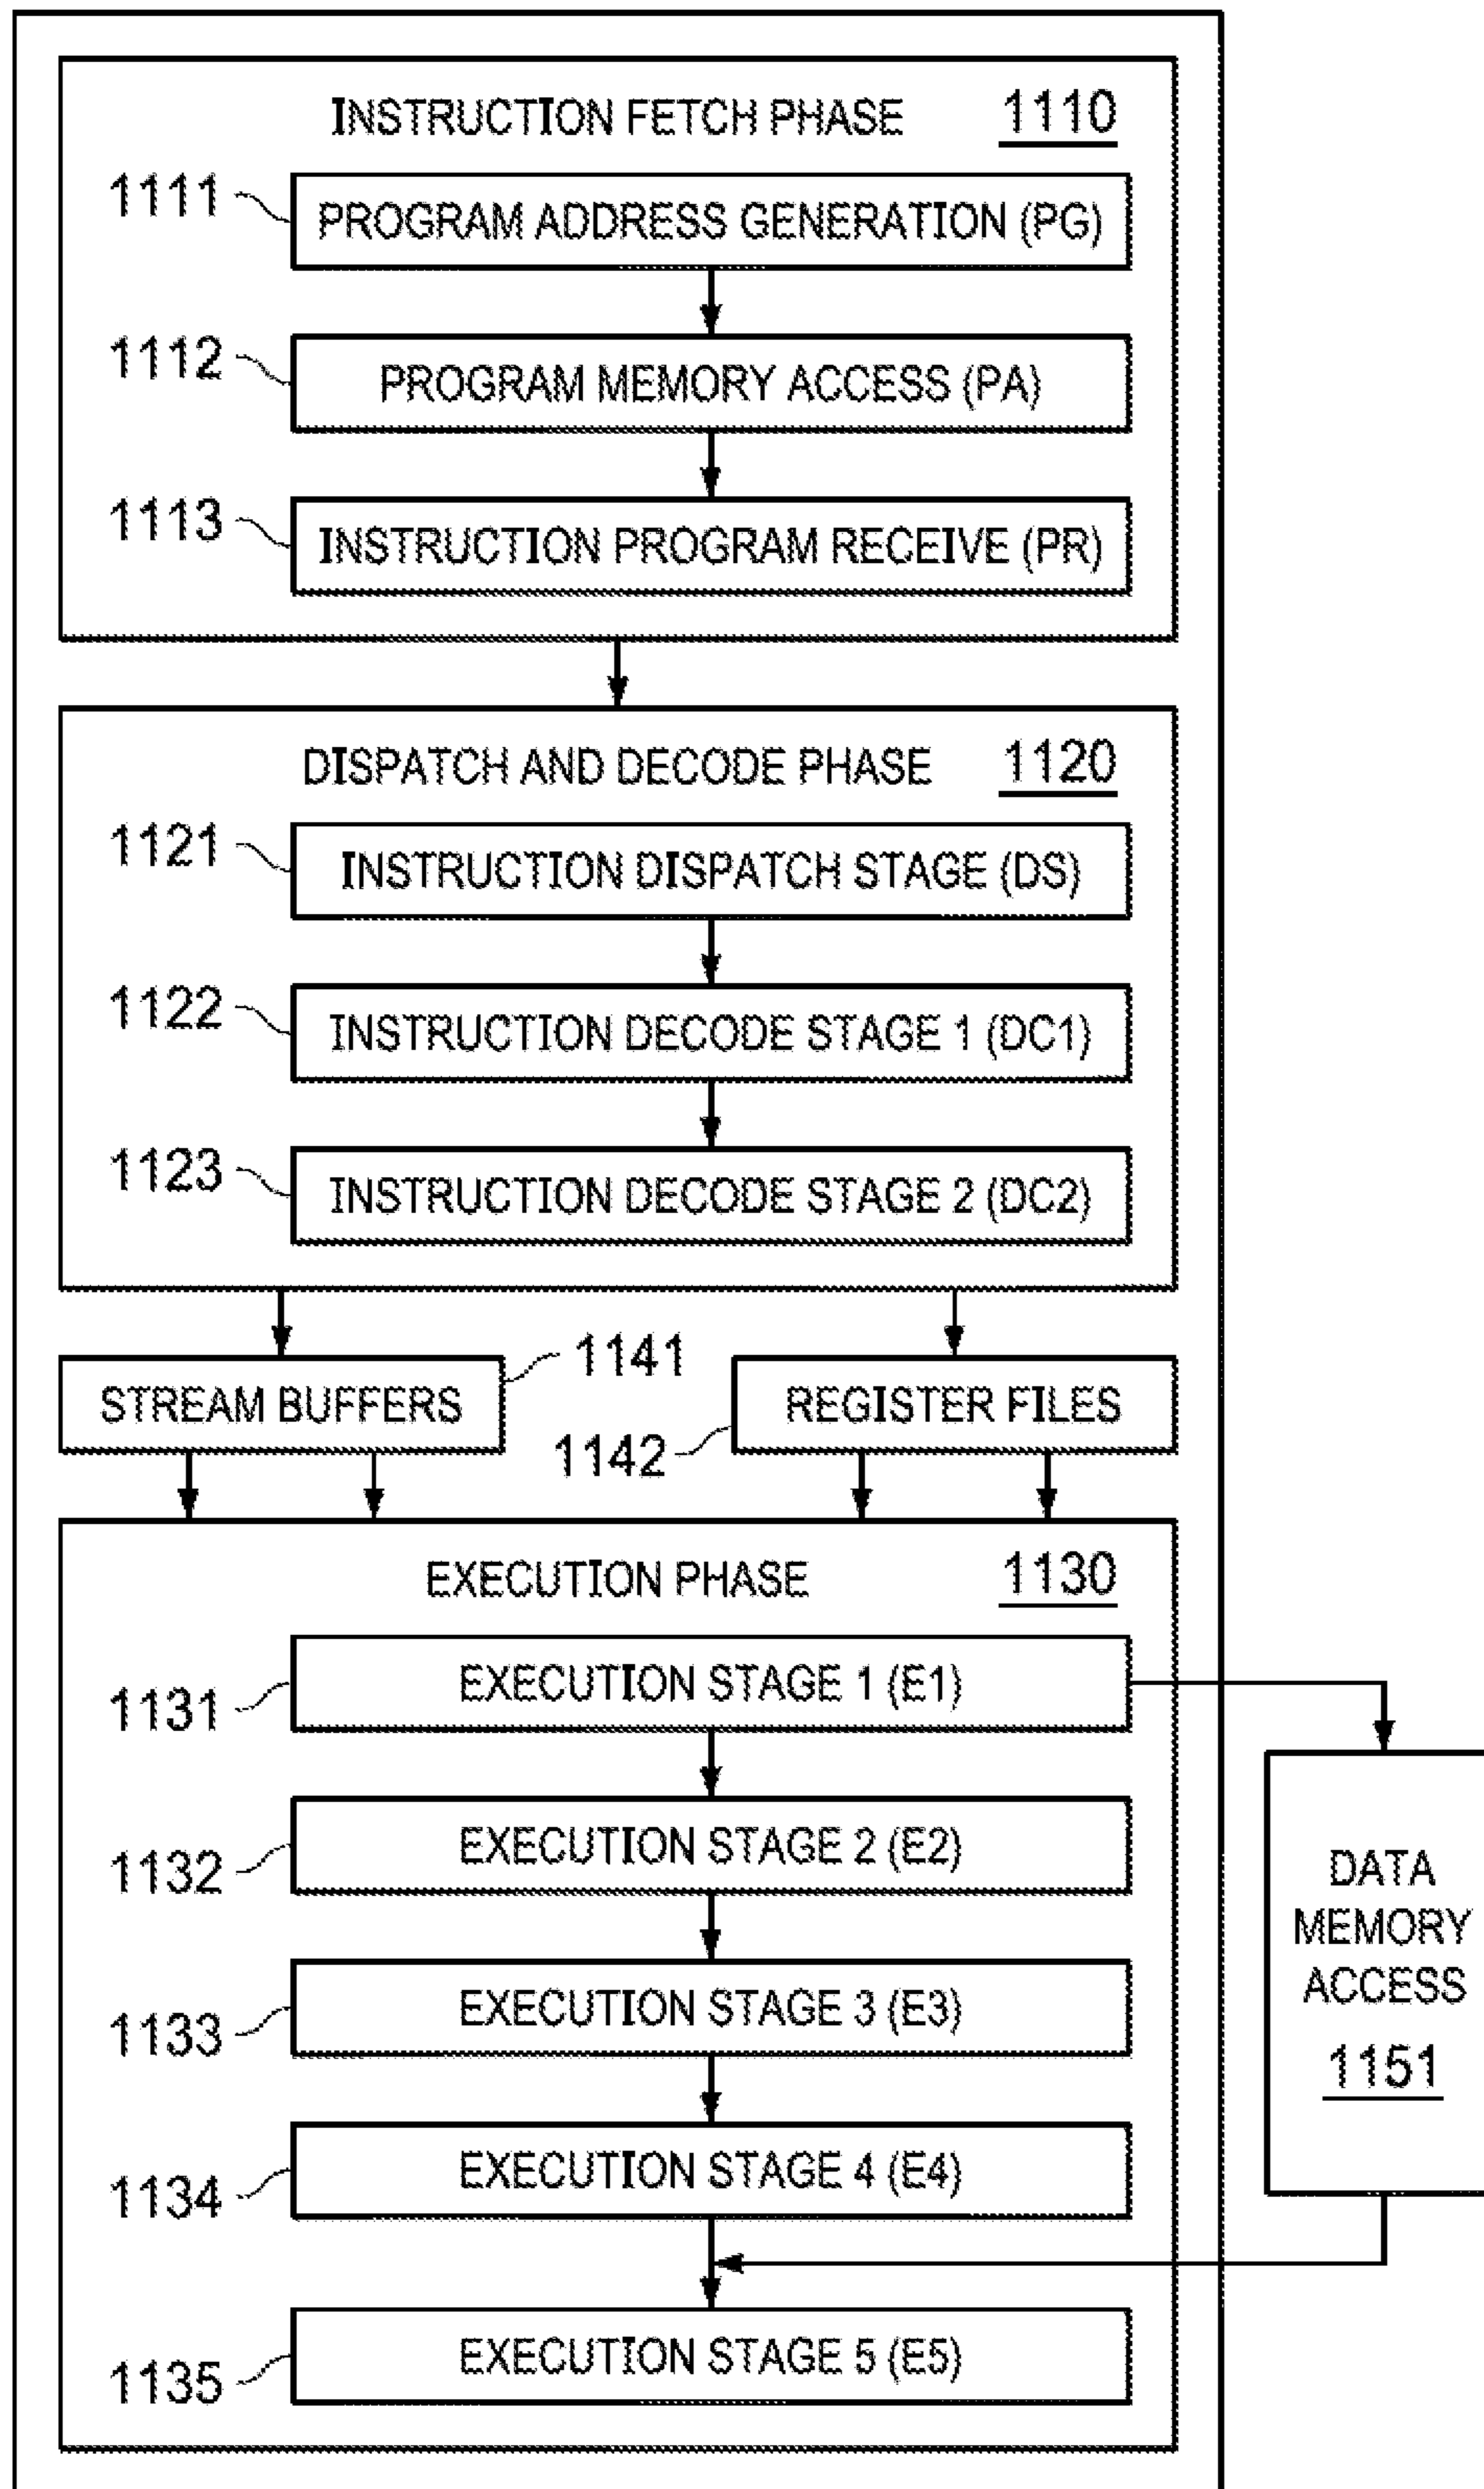 INSTRUCTION FETCH PHASE 1110
1111 PROGRAM ADDRESS GENERATION (PG)
1112 PROGRAM MEMORY ACCESS (PA)
1113 INSTRUCTION PROGRAM RECEIVE (PR)
DISPATCH AND DECODE PHASE 1120
1121 INSTRUCTION DISPATCH STAGE (DS)
1122 INSTRUCTION DECODE STAGE 1 (DC1)
1123 INSTRUCTION DECODE STAGE 2 (DC2)
STREAM BUFFERS 1141
1142 REGISTER FILES
EXECUTION PHASE 1130
1131 EXECUTION STAGE 1 (E1)
1132 EXECUTION STAGE 2 (E2)
1133 EXECUTION STAGE 3 (E3)
1134 EXECUTION STAGE 4 (E4)
1135 EXECUTION STAGE 5 (E5)
DATA
MEMORY
ACCESS
1151